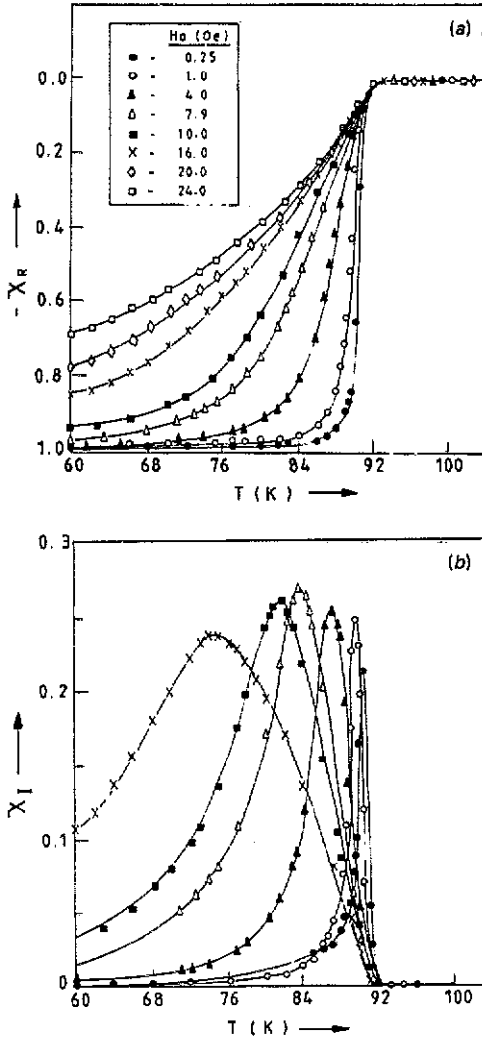 (a)
Ho (Oe)
● - 0.25
○ - 1.0
▲ - 4.0
△ - 7.9
■ - 10.0
× - 16.0
◇ - 20.0
□ - 24.0
0.0
0.2
0.4
0.6
0.8
1.0
- χR →
60 68 76 84 92 100
T (K) →
(b)
0.3
0.2
0.1
0
χI →
60 68 76 84 92 100
T (K) →